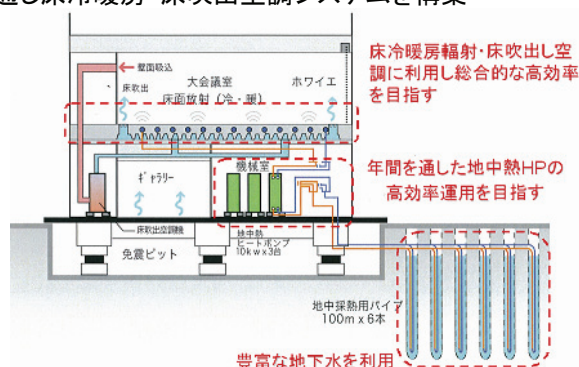 通し床冷暖房・床吹出空調システムを構築
壁面吸込
床吹出
大会議室
ホワイエ
床面放射（冷・暖）
床冷暖房輻射・床吹出し空
調に利用し総合的な高効率
を目指す
ギャラリー
機械室
年間を通した地中熱HPの
高効率運用を目指す
床吹出空調機
地中熱
ヒートポンプ
10kwx3台
免震ピット
地中採熱用パイプ
100m x 6本
豊富な地下水を利用